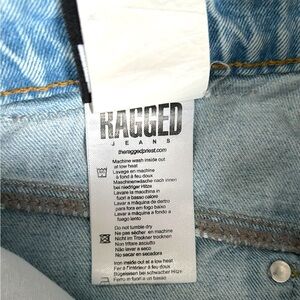 RAGGED
JEANS
theraggedpriest.com
Machine wash inside out
at low heat
Lavage en machine
à fond à feu doux
Maschinenwäsche nach innen
bei niedriger Hitze
Lavare la macchina in
fuori a basso calore
Lavar a máquina de dentro
para fora em fogo baixo
Lavar a máquina a fondo a
fuego lento
Do not tumble dry
Ne pas sécher en machine
Nicht im Trockner trocknen
Non tritare asciutto
Não lavar a seco
No secar en secadora
Iron inside out at a low heat
Fer à l'intérieur à feu doux
Bügeleisen bei schwacher Hitze
Ferro in fuori a bas